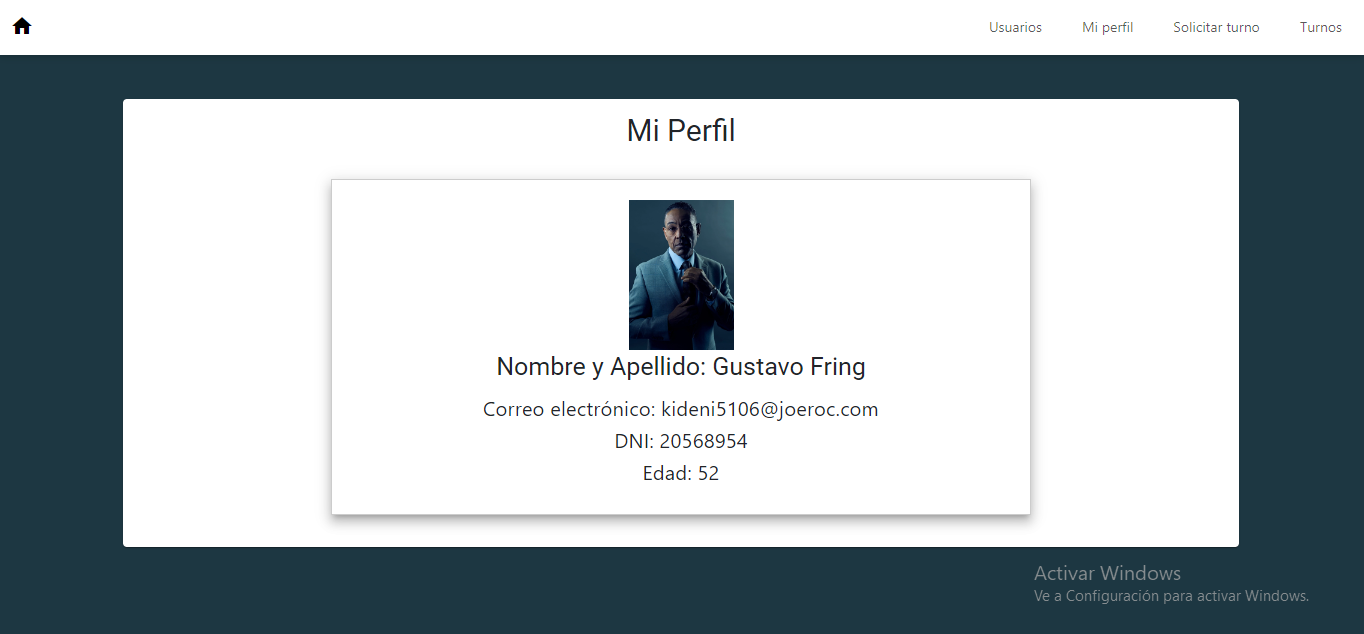 Usuarios Mi perfil Solicitar turno Turnos
Mi Perfil
Nombre y Apellido: Gustavo Fring
Correo electrónico: kideni5106@joeroc.com
DNI: 20568954
Edad: 52
Activar Windows
Ve a Configuración para activar Windows.